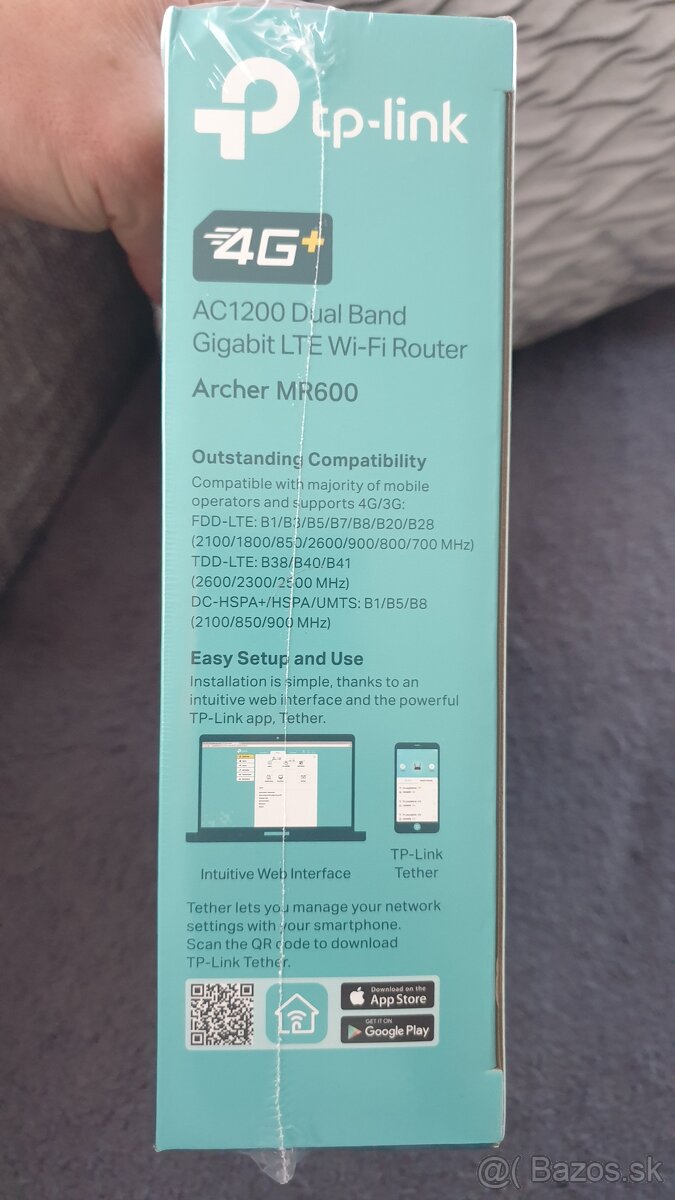 tp-link
4G+
AC1200 Dual Band
Gigabit LTE Wi-Fi Router
Archer MR600
Outstanding Compatibility
Compatible with majority of mobile
operators and supports 4G/3G:
FDD-LTE: B1/B3/B5/B7/B8/B20/B28
(2100/1800/850/2600/900/800/700 MHz)
TDD-LTE: B38/B40/B41
(2600/2300/2500 MHz)
DC-HSPA+/HSPA/UMTS: B1/B5/B8
(2100/850/900 MHz)
Easy Setup and Use
Installation is simple, thanks to an
intuitive web interface and the powerful
TP-Link app, Tether.
Intuitive Web Interface
TP-Link
Tether
Tether lets you manage your network
settings with your smartphone.
Scan the QR code to download
TP-Link Tether.
Download on the
App Store
GET IT ON
Google Play
@( Bazos.sk